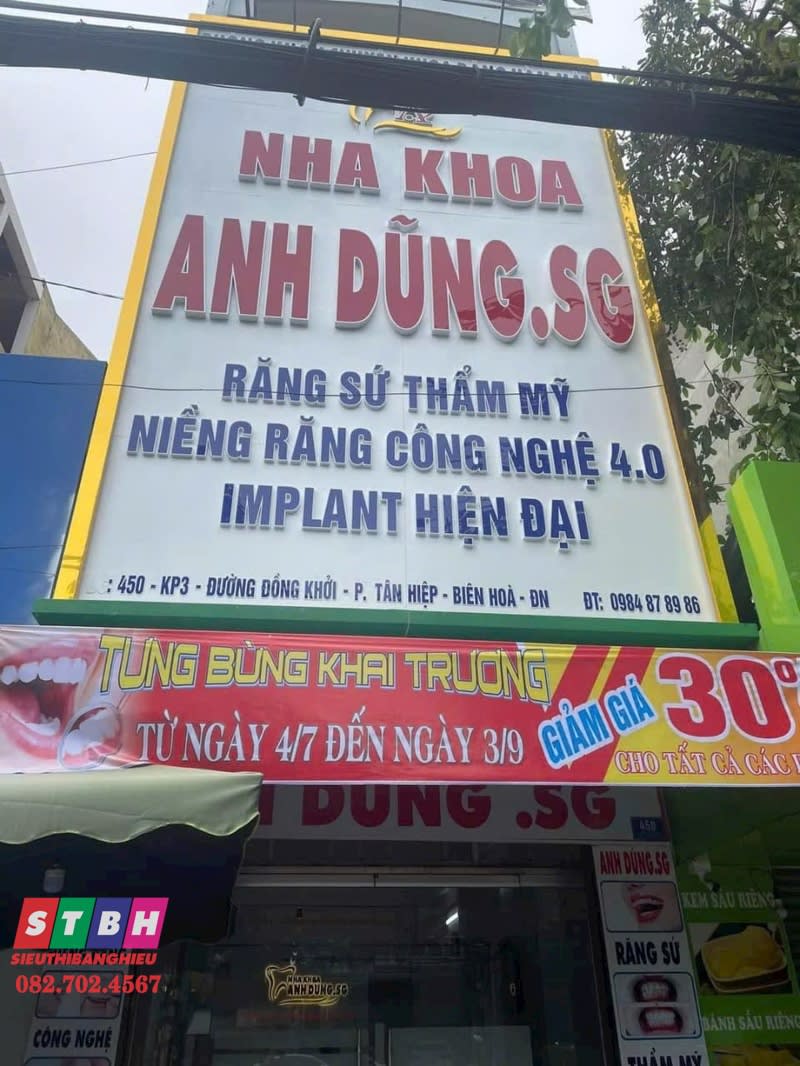 NHA KHOA
ANH DŨNG.SG
RĂNG SỨ THẨM MỸ
NIỀNG RĂNG CÔNG NGHỆ 4.0
IMPLANT HIỆN ĐẠI
: 450 - KP3 - ĐƯỜNG ĐỒNG KHỞI - P. TÂN HIỆP - BIÊN HOÀ - ĐN ĐT: 0984 87 89 86
TƯNG BỪNG KHAI TRƯƠNG
TỪ NGÀY 4/7 ĐẾN NGÀY 3/9
GIẢM GIÁ 30%
CHO TẤT CẢ CÁC
DŨNG .SG
450
ANH DŨNG.SG
RĂNG SỨ
THẨM MỸ
KEM SẦU RIÊNG
BÁNH SẦU RIÊNG
NHA KHOA
ANH DUNG.SG
CÔNG NGHỆ
STBH
SIEUTHIBANGHIEU
082.702.4567